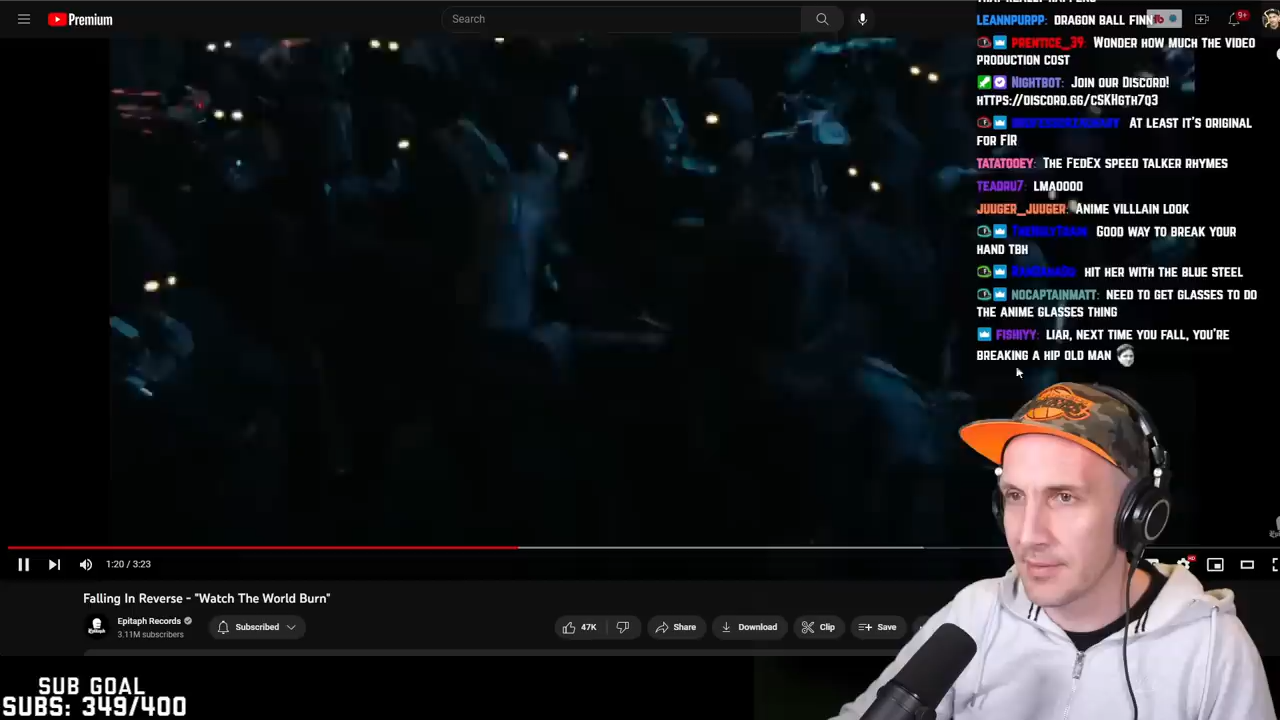 Premium
Search
9+
LEANNPURPP: DRAGON BALL FINN
PRENTICE_39: WONDER HOW MUCH THE VIDEO
PRODUCTION COST
NIGHTBOT: JOIN OUR DISCORD!
HTTPS://DISCORD.GG/CSKHGTH7Q3
AT LEAST IT'S ORIGINAL
FOR FIR
TATATOOEY: THE FEDEX SPEED TALKER RHYMES
TEADRU7: LMAOOOO
JUUGER_JUUGER: ANIME VILLLAIN LOOK
GOOD WAY TO BREAK YOUR
HAND TBH
HIT HER WITH THE BLUE STEEL
NOCAPTAINMATT: NEED TO GET GLASSES TO DO
THE ANIME GLASSES THING
FISHIYY: LIAR, NEXT TIME YOU FALL, YOU'RE
BREAKING A HIP OLD MAN
1:20 / 3:23
HD
Falling In Reverse - "Watch The World Burn"
Epitaph Records
3.11M subscribers
Subscribed
47K
Share
Download
Clip
Save
SUB GOAL
SUBS: 349/400